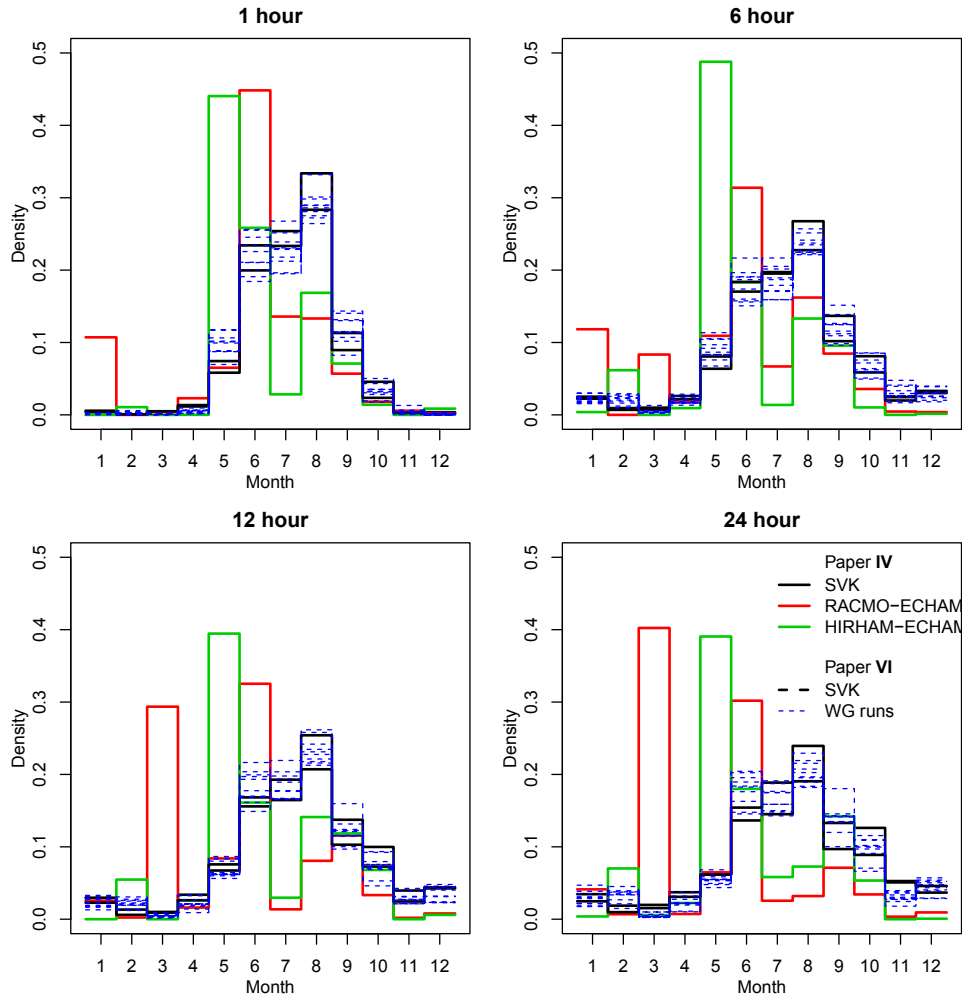 1 hour
6 hour
Density
0.0 0.1 0.2 0.3 0.4 0.5
1 2 3 4 5 6 7 8 9 10 11 12
Month
Density
0.0 0.1 0.2 0.3 0.4 0.5
1 2 3 4 5 6 7 8 9 10 11 12
Month
12 hour
24 hour
Density
0.0 0.1 0.2 0.3 0.4 0.5
1 2 3 4 5 6 7 8 9 10 11 12
Month
Density
0.0 0.1 0.2 0.3 0.4 0.5
1 2 3 4 5 6 7 8 9 10 11 12
Month
Paper IV
SVK
RACMO−ECHAM
HIRHAM−ECHAM
Paper VI
SVK
WG runs